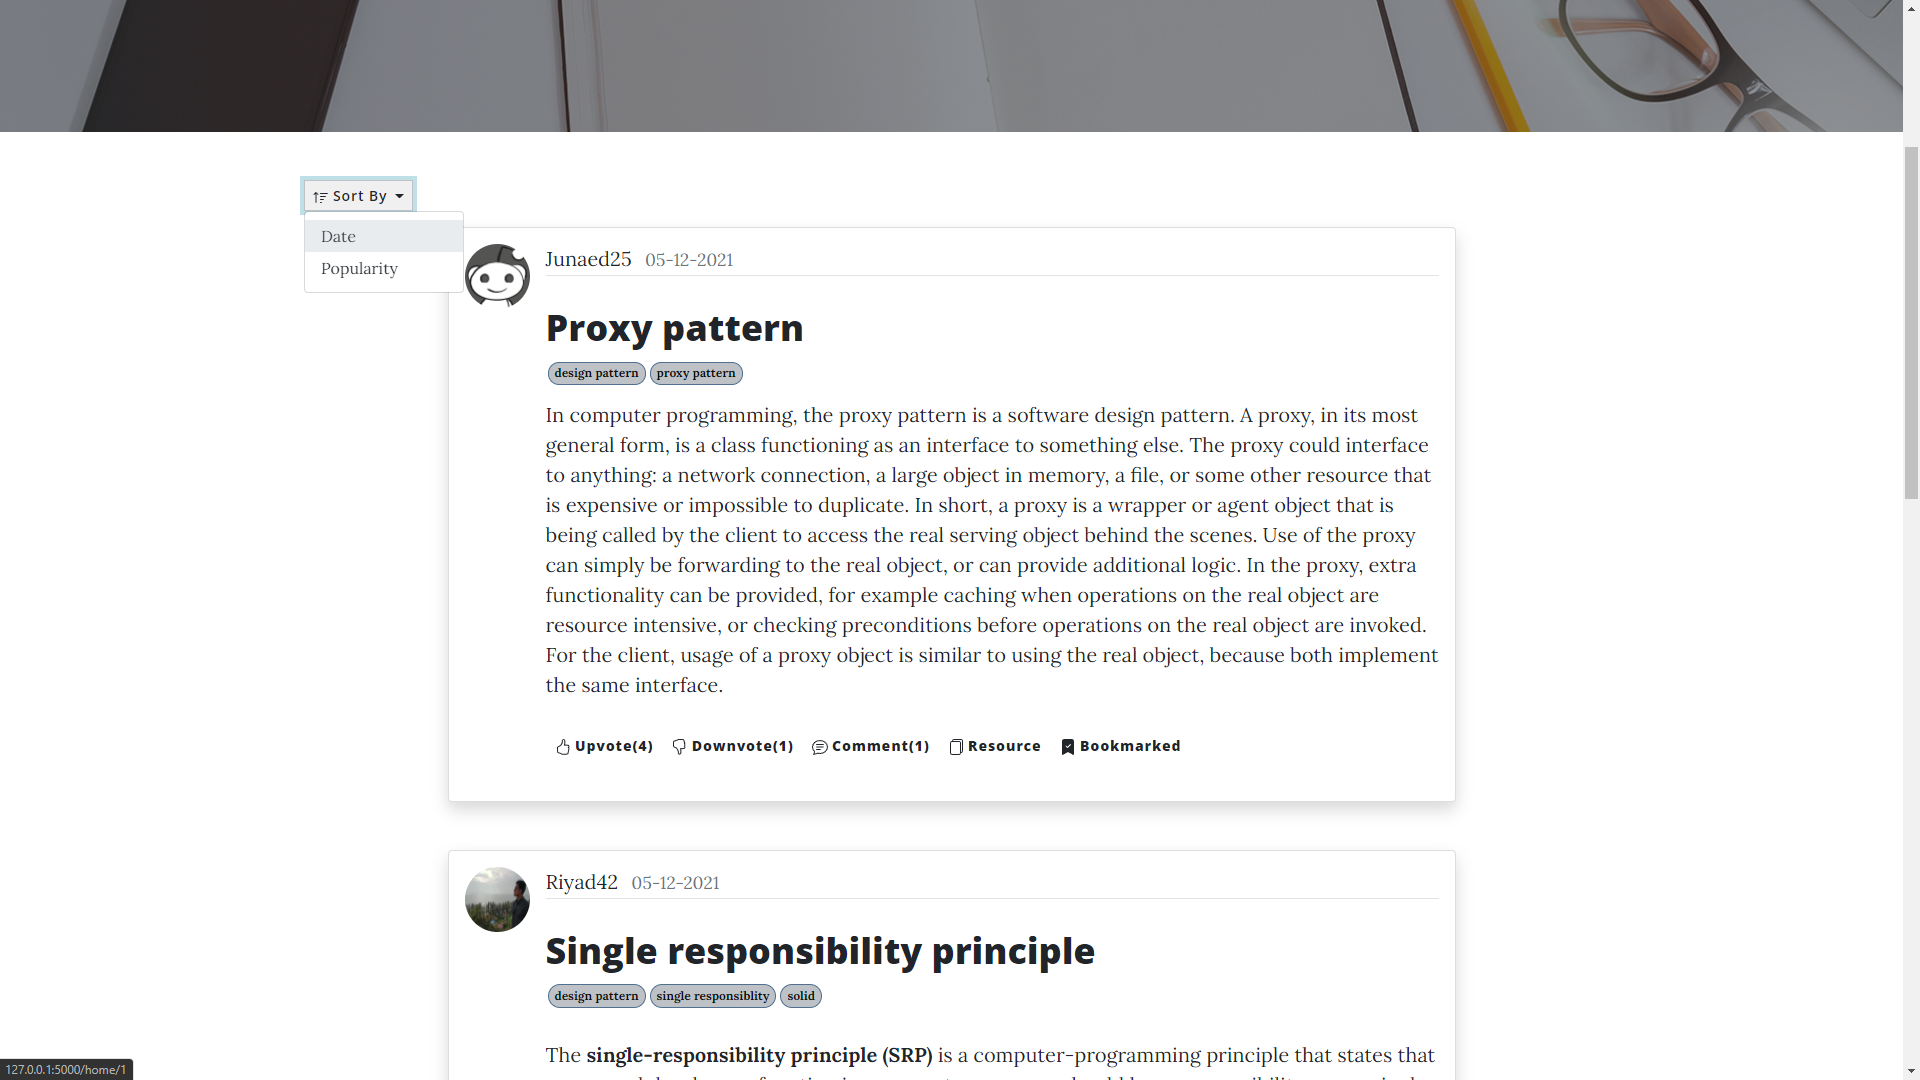 Sort By
Date
Popularity
Junaed25 05-12-2021
Proxy pattern
design pattern proxy pattern
In computer programming, the proxy pattern is a software design pattern. A proxy, in its most
general form, is a class functioning as an interface to something else. The proxy could interface
to anything: a network connection, a large object in memory, a file, or some other resource that
is expensive or impossible to duplicate. In short, a proxy is a wrapper or agent object that is
being called by the client to access the real serving object behind the scenes. Use of the proxy
can simply be forwarding to the real object, or can provide additional logic. In the proxy, extra
functionality can be provided, for example caching when operations on the real object are
resource intensive, or checking preconditions before operations on the real object are invoked.
For the client, usage of a proxy object is similar to using the real object, because both implement
the same interface.
Upvote(4) Downvote(1) Comment(1) Resource Bookmarked
Riyad42 05-12-2021
Single responsibility principle
design pattern single responsiblity solid
The single-responsibility principle (SRP) is a computer-programming principle that states that
127.0.0.1:5000/home/1